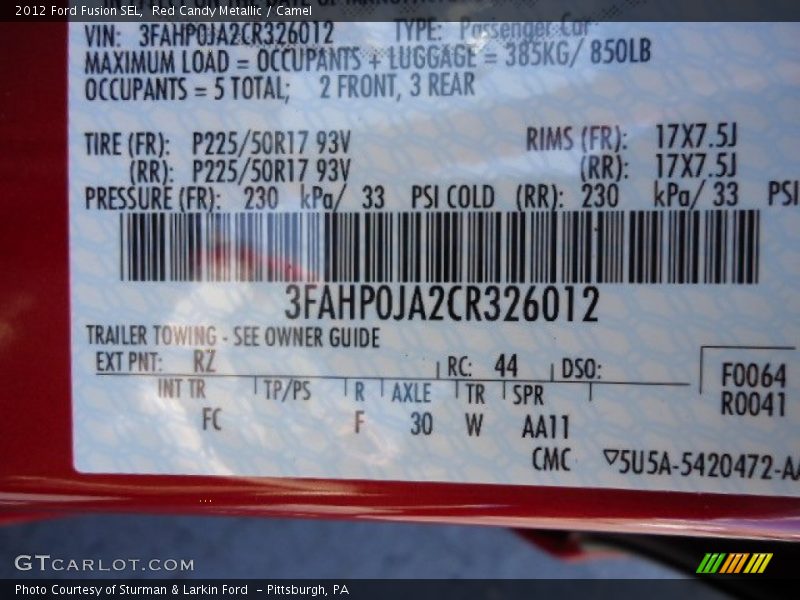 2012 Ford Fusion SEL, Red Candy Metallic / Camel
VIN: 3FAHP0JA2CR326012 TYPE: Passenger Car
MAXIMUM LOAD = OCCUPANTS + LUGGAGE = 385KG/ 850LB
OCCUPANTS = 5 TOTAL; 2 FRONT, 3 REAR
TIRE (FR): P225/50R17 93V RIMS (FR): 17X7.5J
(RR): P225/50R17 93V (RR): 17X7.5J
PRESSURE (FR): 230 kPa/ 33 PSI COLD (RR): 230 kPa/ 33 PSI
3FAHP0JA2CR326012
TRAILER TOWING - SEE OWNER GUIDE
EXT PNT: RZ RC: 44 DSO: F0064
INT TR TP/PS R AXLE TR SPR R0041
FC F 30 W AA11
CMC ▽5U5A-5420472-AA
GTCARLOT.COM
Photo Courtesy of Sturman & Larkin Ford - Pittsburgh, PA